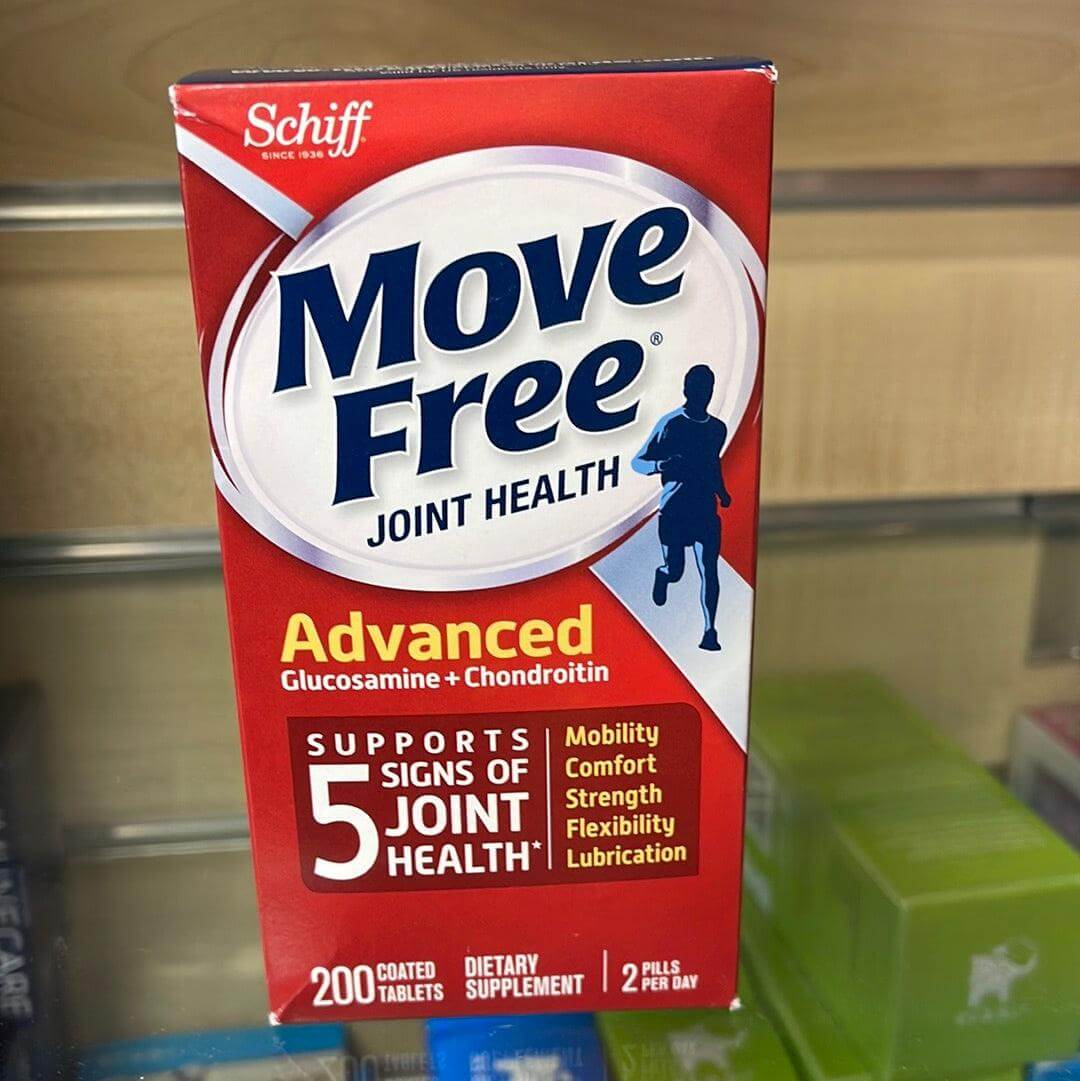 Schiff
SINCE 1936
Move
Free®
JOINT HEALTH
Advanced
Glucosamine + Chondroitin
SUPPORTS
5 SIGNS OF
JOINT
HEALTH*
Mobility
Comfort
Strength
Flexibility
Lubrication
200 COATED
TABLETS
DIETARY
SUPPLEMENT
2 PILLS
PER DAY